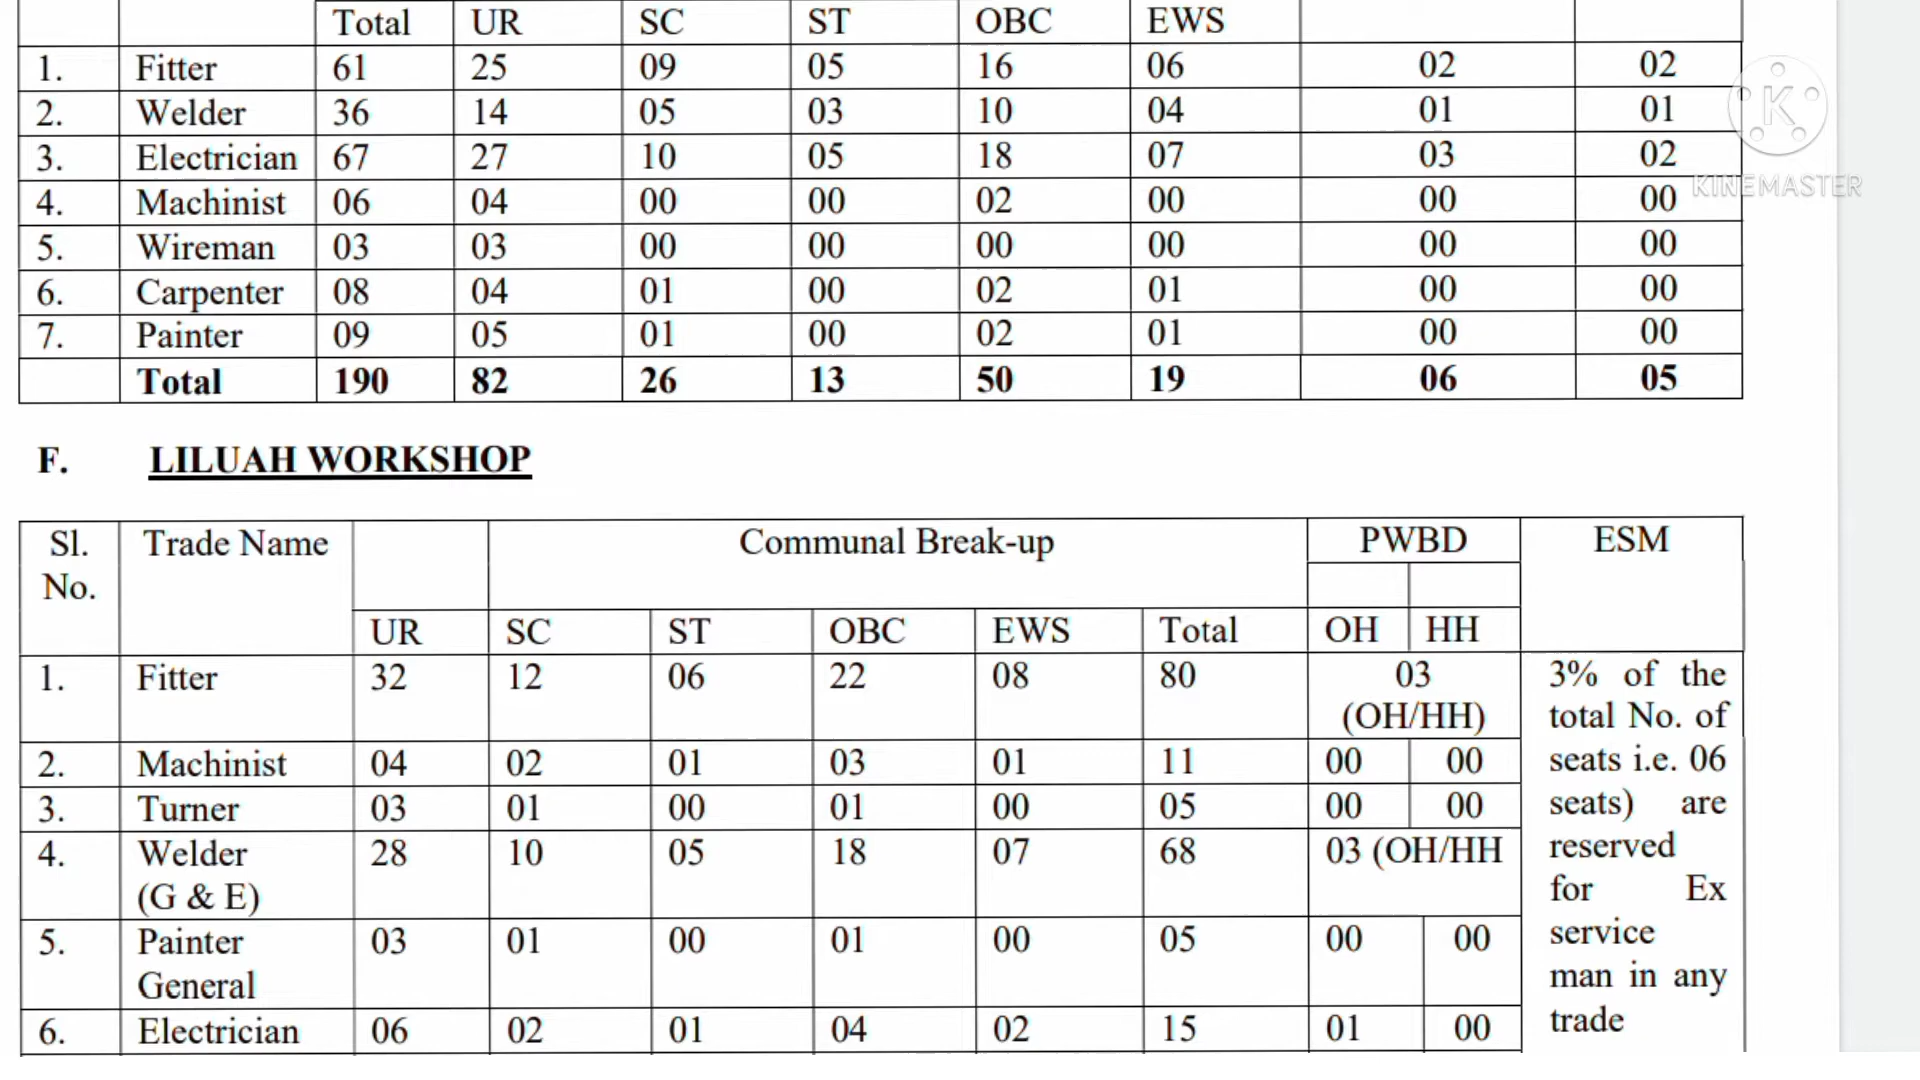 Total UR SC ST OBC EWS
1. Fitter 61 25 09 05 16 06 02 02
2. Welder 36 14 05 03 10 04 01 01
3. Electrician 67 27 10 05 18 07 03 02
4. Machinist 06 04 00 00 02 00 00 00
5. Wireman 03 03 00 00 00 00 00 00
6. Carpenter 08 04 01 00 02 01 00 00
7. Painter 09 05 01 00 02 01 00 00
Total 190 82 26 13 50 19 06 05
K
KINEMASTER
F. LILUAH WORKSHOP
Sl. Trade Name Communal Break-up PWBD ESM
No.
UR SC ST OBC EWS Total OH HH
1. Fitter 32 12 06 22 08 80 03 3% of the
(OH/HH) total No. of
2. Machinist 04 02 01 03 01 11 00 00 seats i.e. 06
3. Turner 03 01 00 01 00 05 00 00 seats) are
4. Welder 28 10 05 18 07 68 03 (OH/HH reserved
(G & E) for Ex
5. Painter 03 01 00 01 00 05 00 00 service
General man in any
6. Electrician 06 02 01 04 02 15 01 00 trade